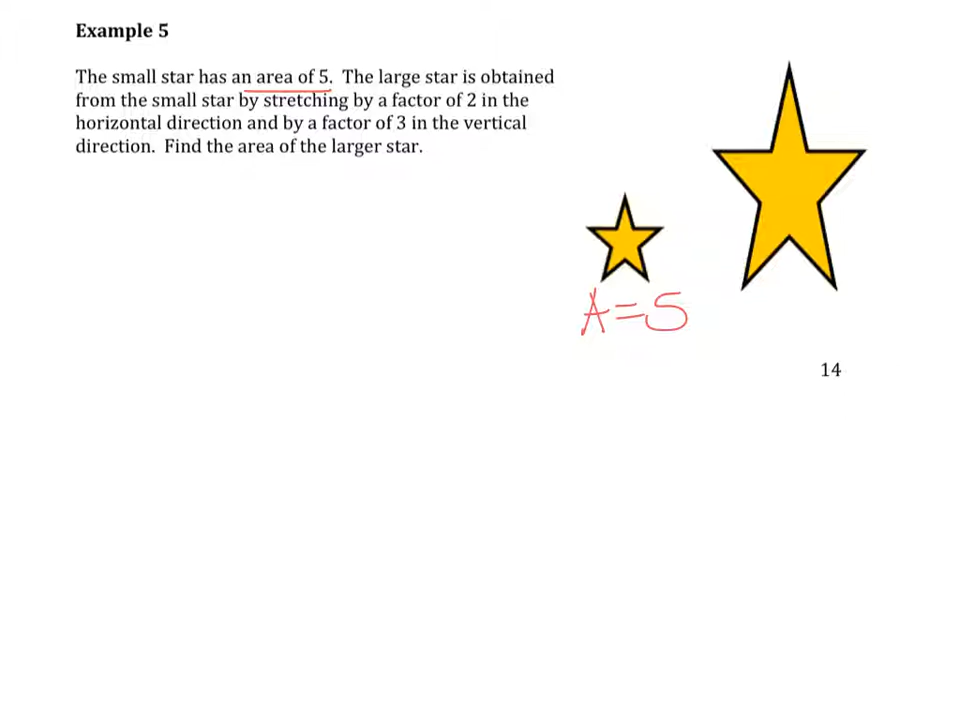 Example 5
The small star has an area of 5.  The large star is obtained
from the small star by stretching by a factor of 2 in the
horizontal direction and by a factor of 3 in the vertical
direction.  Find the area of the larger star.
A=5
14